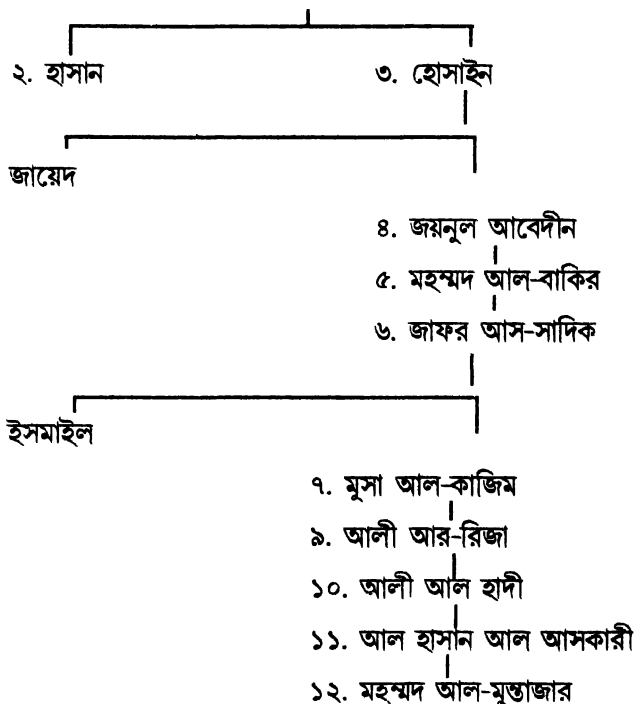 ২. হাসান ৩. হোসাইন
জায়েদ
৪. জয়নুল আবেদীন
৫. মহম্মদ আল-বাকির
৬. জাফর আস-সাদিক
ইসমাইল
৭. মূসা আল-কাজিম
৯. আলী আর-রিজা
১০. আলী আল হাদী
১১. আল হাসান আল আসকারী
১২. মহম্মদ আল-মুন্তাজার